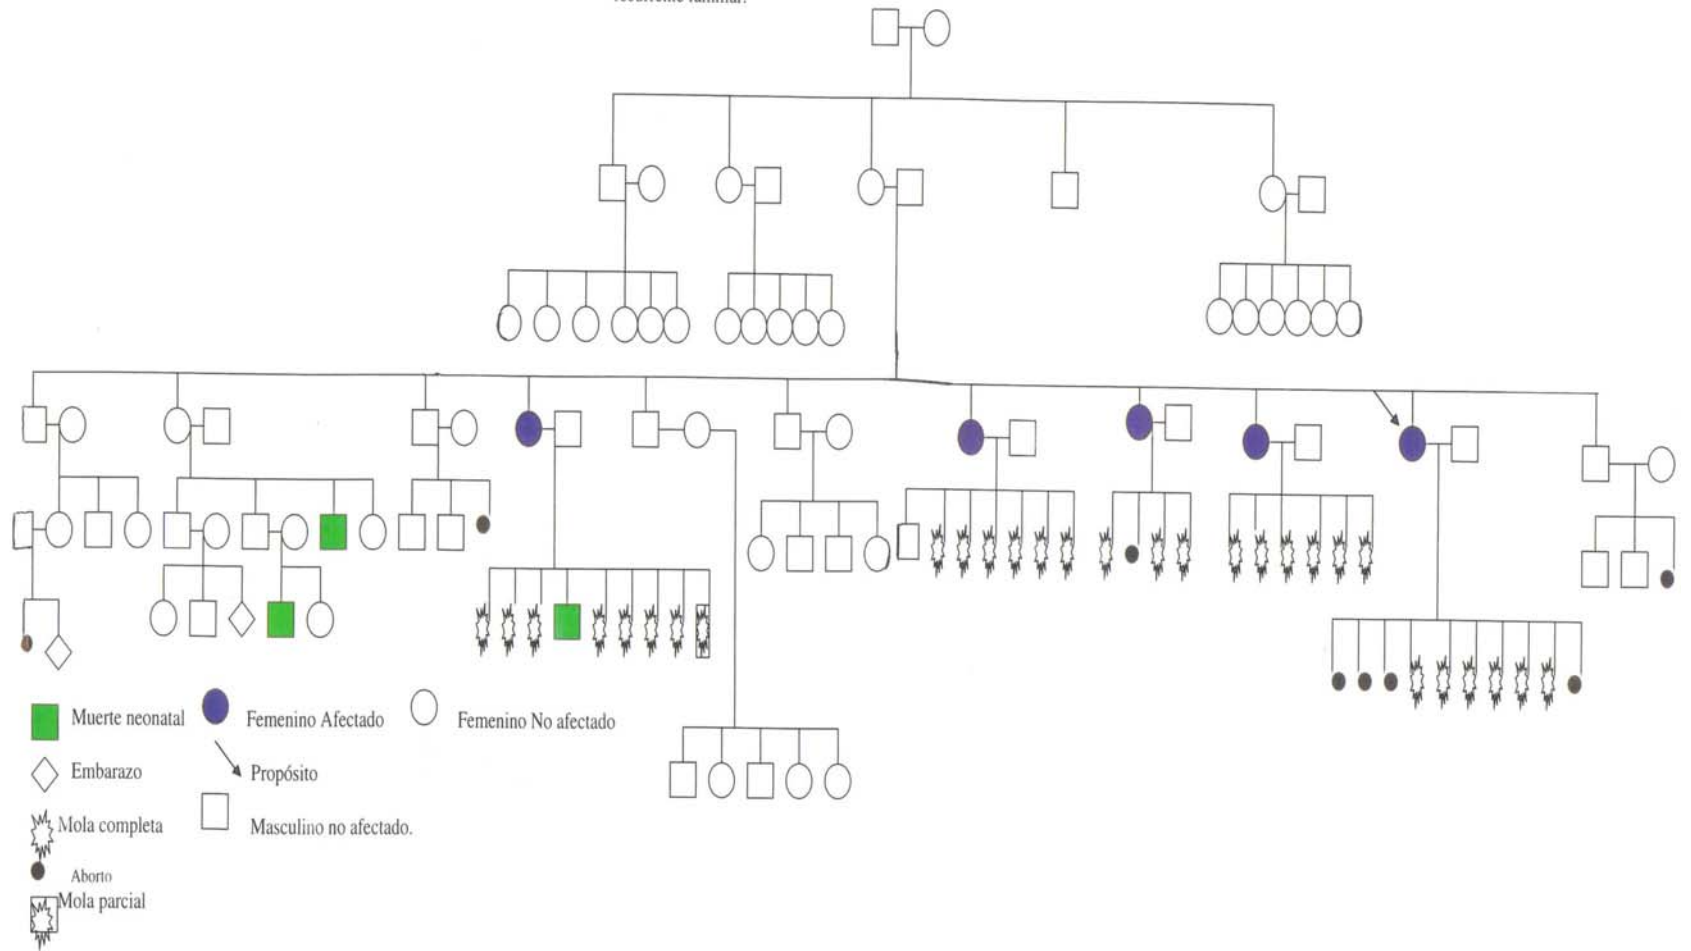 Muerte neonatal
Femenino Afectado
Femenino No afectado
Embarazo
Propósito
Mola completa
Masculino no afectado.
Aborto
Mola parcial